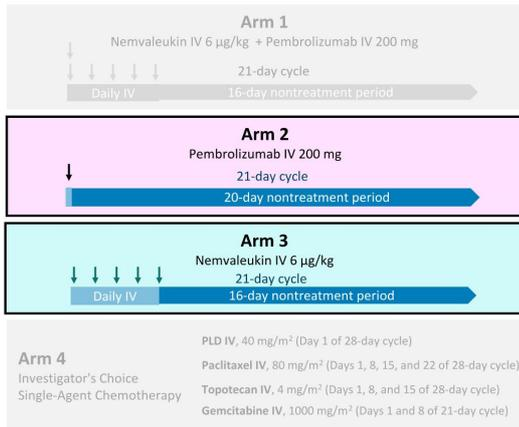 Arm 1
Nemvaleukin IV 6 µg/kg + Pembrolizumab IV 200 mg
21-day cycle
Daily IV
16-day nontreatment period
Arm 2
Pembrolizumab IV 200 mg
21-day cycle
20-day nontreatment period
Arm 3
Nemvaleukin IV 6 µg/kg
21-day cycle
Daily IV
16-day nontreatment period
Arm 4
Investigator's Choice
Single-Agent Chemotherapy
PLD IV, 40 mg/m² (Day 1 of 28-day cycle)
Paclitaxel IV, 80 mg/m² (Days 1, 8, 15, and 22 of 28-day cycle)
Topotecan IV, 4 mg/m² (Days 1, 8, and 15 of 28-day cycle)
Gemcitabine IV, 1000 mg/m² (Days 1 and 8 of 21-day cycle)